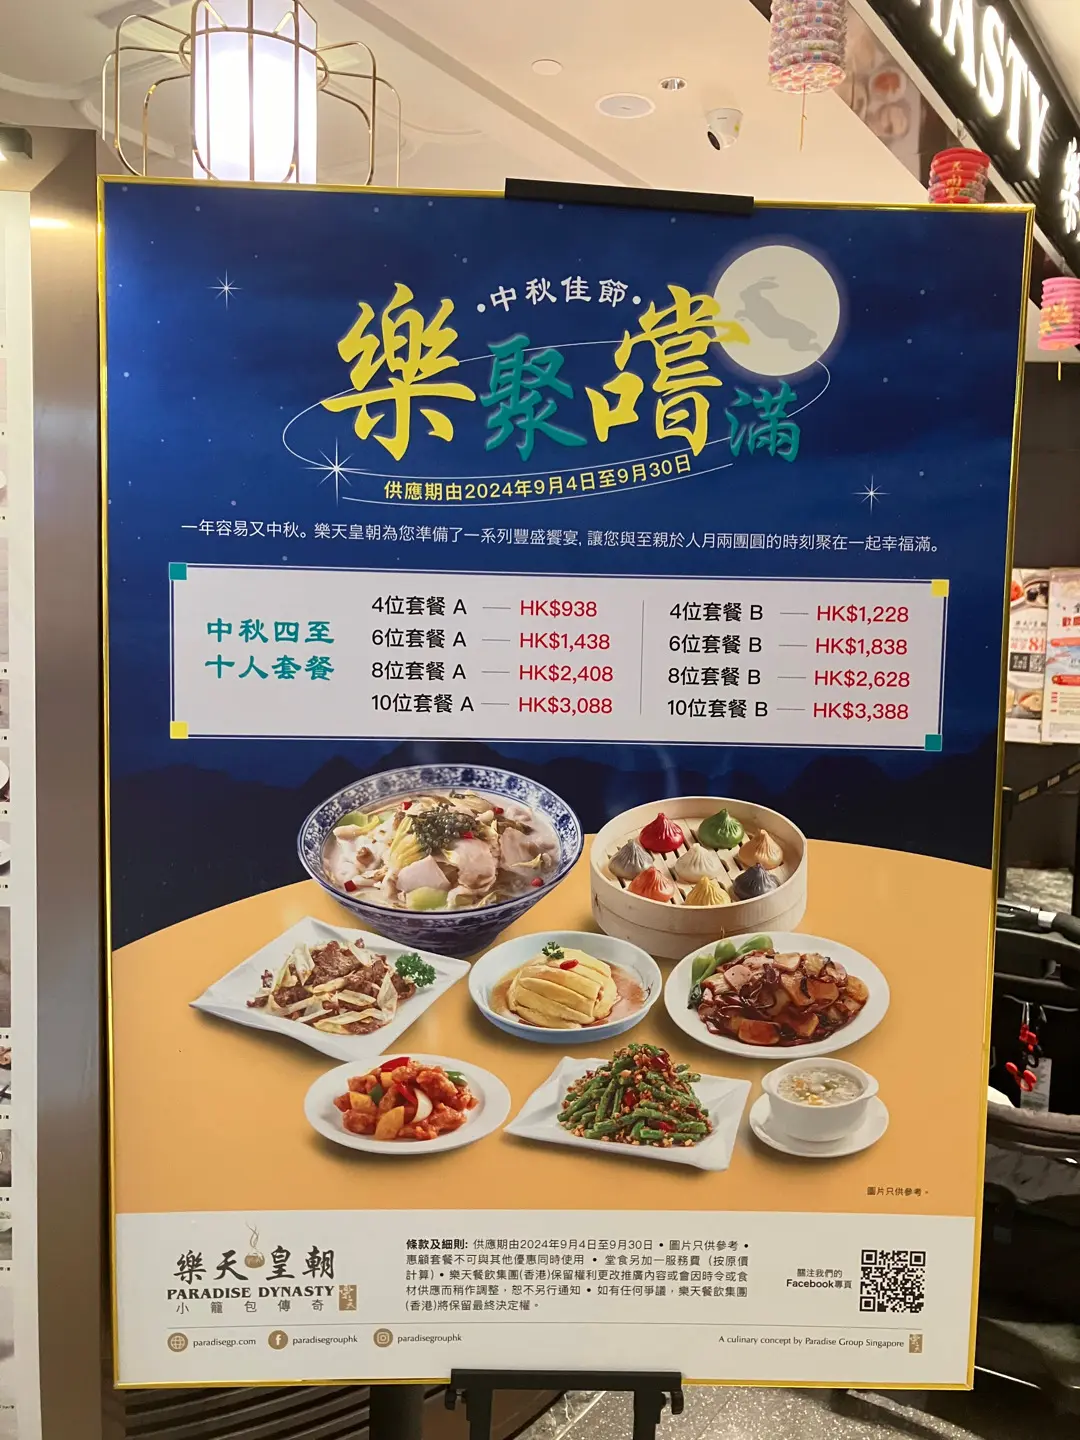 NASTY
樂
中秋佳節
樂聚嚐滿
供應期由2024年9月4日至9月30日
一年容易又中秋。樂天皇朝為您準備了一系列豐盛饗宴, 讓您與至親於人月兩團圓的時刻聚在一起幸福滿。
中秋四至
十人套餐
4位套餐 A — HK$938
6位套餐 A — HK$1,438
8位套餐 A — HK$2,408
10位套餐 A — HK$3,088
4位套餐 B — HK$1,228
6位套餐 B — HK$1,838
8位套餐 B — HK$2,628
10位套餐 B — HK$3,388
圖片只供參考。
樂天皇朝
PARADISE DYNASTY
小籠包傳奇
樂天
條款及細則: 供應期由2024年9月4日至9月30日 • 圖片只供參考 •
惠顧套餐不可與其他優惠同時使用 • 堂食另加一服務費（按原價
計算）• 樂天餐飲集團(香港)保留權利更改推廣內容或會因時令或食
材供應而稍作調整，恕不另行通知 • 如有任何爭議，樂天餐飲集團
(香港)將保留最終決定權。
關注我們的
Facebook專頁
paradisegp.com
paradisegrouphk
paradisegrouphk
A culinary concept by Paradise Group Singapore